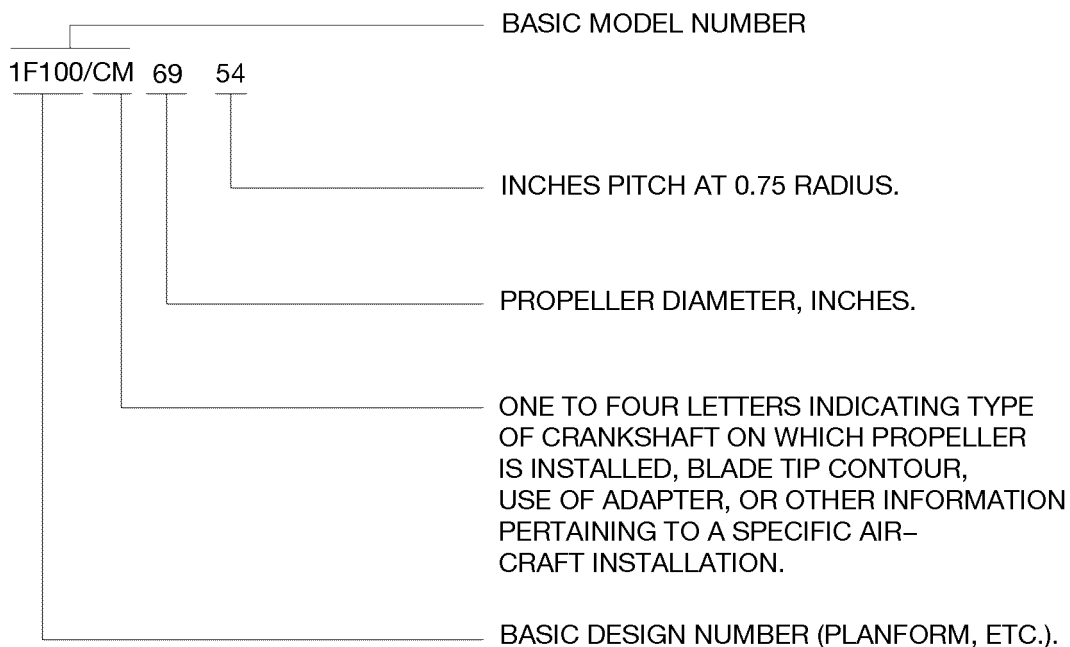 BASIC MODEL NUMBER
1F100/CM 69 54
INCHES PITCH AT 0.75 RADIUS.
PROPELLER DIAMETER, INCHES.
ONE TO FOUR LETTERS INDICATING TYPE
OF CRANKSHAFT ON WHICH PROPELLER
IS INSTALLED, BLADE TIP CONTOUR,
USE OF ADAPTER, OR OTHER INFORMATION
PERTAINING TO A SPECIFIC AIR–
CRAFT INSTALLATION.
BASIC DESIGN NUMBER (PLANFORM, ETC.).